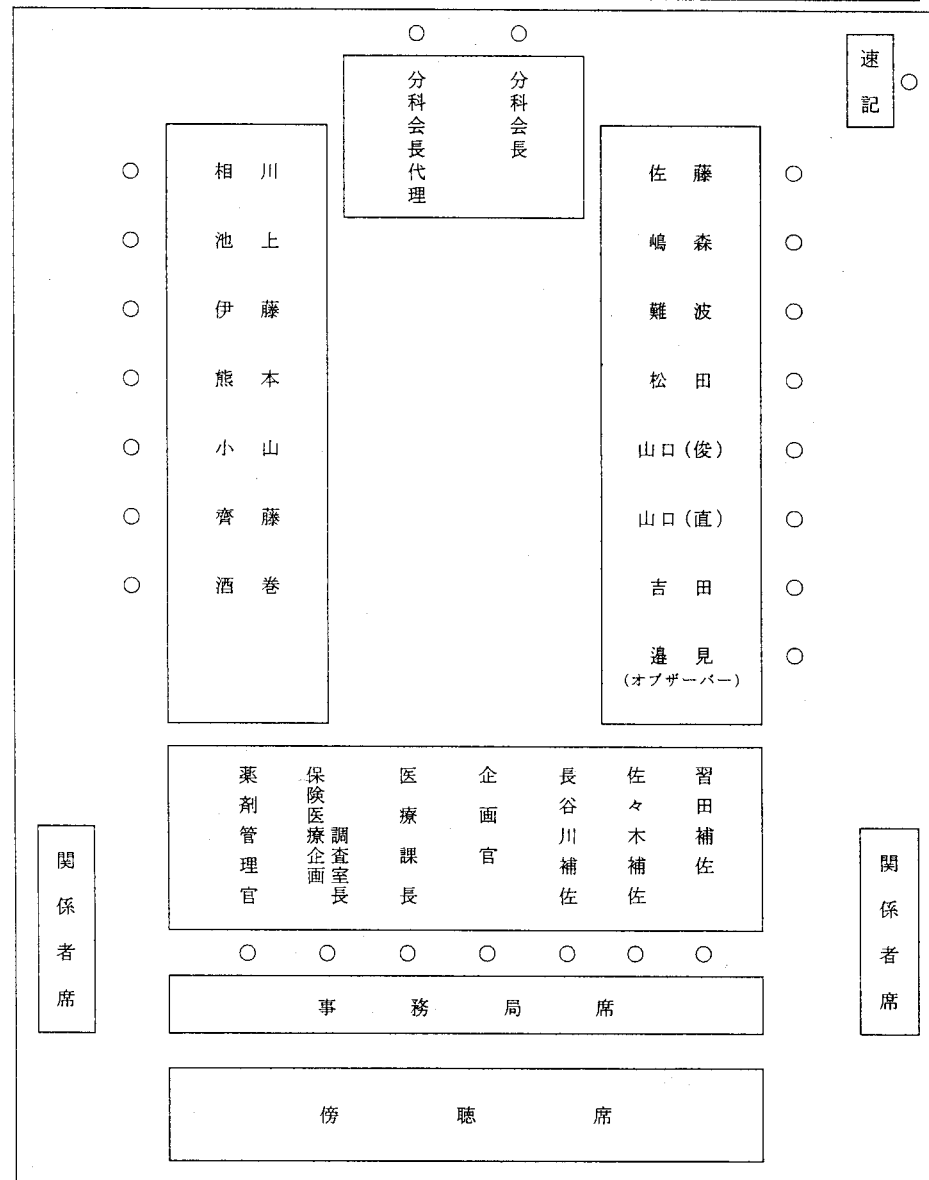 速記
分科会長
分科会長代理
相川
池上
伊藤
熊本
小山
齊藤
酒巻
佐藤
嶋森
難波
松田
山口(俊)
山口(直)
吉田
邉見
(オブザーバー)
薬剤管理官
保険医療企画
調査室長
医療課長
企画官
長谷川補佐
佐々木補佐
習田補佐
関係者席
関係者席
事務局席
傍聴席